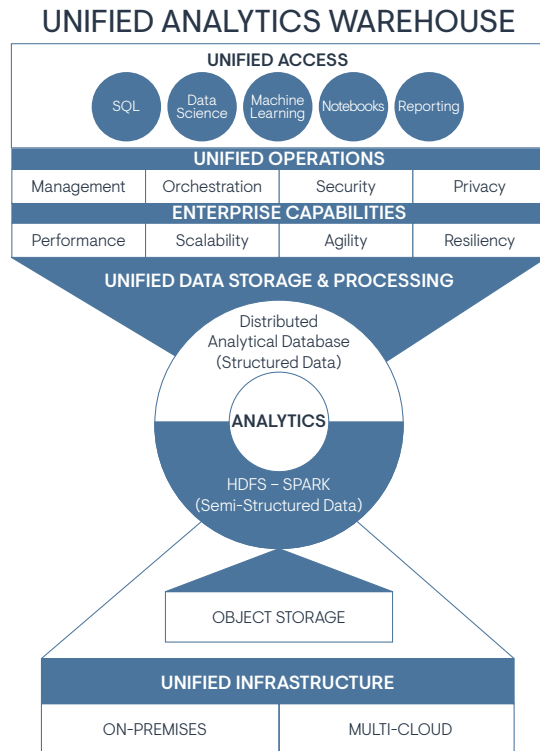 UNIFIED ANALYTICS WAREHOUSE
UNIFIED ACCESS
SQL
Data
Science
Machine
Learning
Notebooks
Reporting
UNIFIED OPERATIONS
Management
Orchestration
Security
Privacy
ENTERPRISE CAPABILITIES
Performance
Scalability
Agility
Resiliency
UNIFIED DATA STORAGE & PROCESSING
Distributed
Analytical Database
(Structured Data)
ANALYTICS
HDFS – SPARK
(Semi-Structured Data)
OBJECT STORAGE
UNIFIED INFRASTRUCTURE
ON-PREMISES
MULTI-CLOUD